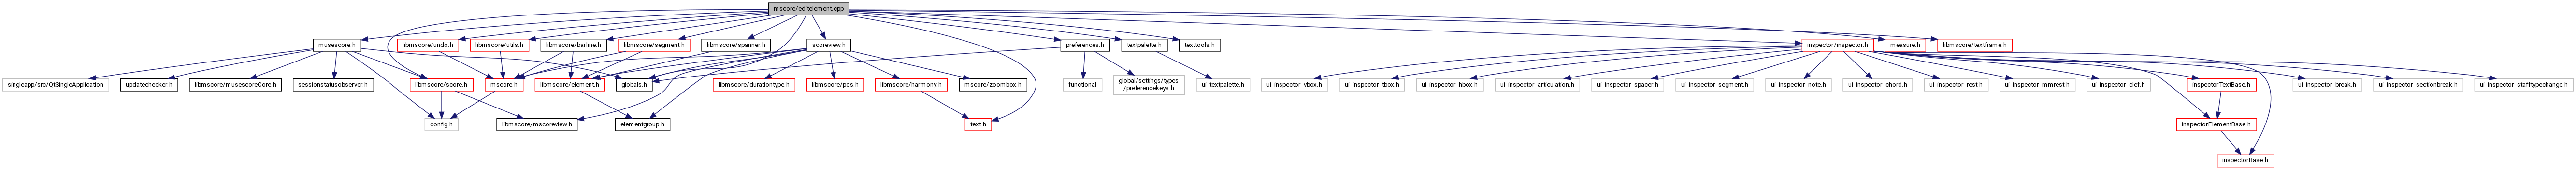 mscore/editelement.cpp
musescore.h
libmscore/undo.h
libmscore/utils.h
libmscore/barline.h
libmscore/segment.h
libmscore/spanner.h
scoreview.h
preferences.h
textpalette.h
texttools.h
inspector/inspector.h
measure.h
libmscore/textframe.h
singleapp/src/QtSingleApplication
updatechecker.h
libmscore/musescoreCore.h
sessionstatusobserver.h
libmscore/score.h
mscore.h
libmscore/element.h
globals.h
libmscore/durationtype.h
libmscore/pos.h
libmscore/harmony.h
mscore/zoombox.h
functional
global/settings/types
/preferencekeys.h
ui_textpalette.h
ui_inspector_vbox.h
ui_inspector_tbox.h
ui_inspector_hbox.h
ui_inspector_articulation.h
ui_inspector_spacer.h
ui_inspector_segment.h
ui_inspector_note.h
ui_inspector_chord.h
ui_inspector_rest.h
ui_inspector_mmrest.h
ui_inspector_clef.h
inspectorTextBase.h
ui_inspector_break.h
ui_inspector_sectionbreak.h
ui_inspector_stafftypechange.h
config.h
libmscore/mscoreview.h
elementgroup.h
text.h
inspectorElementBase.h
inspectorBase.h